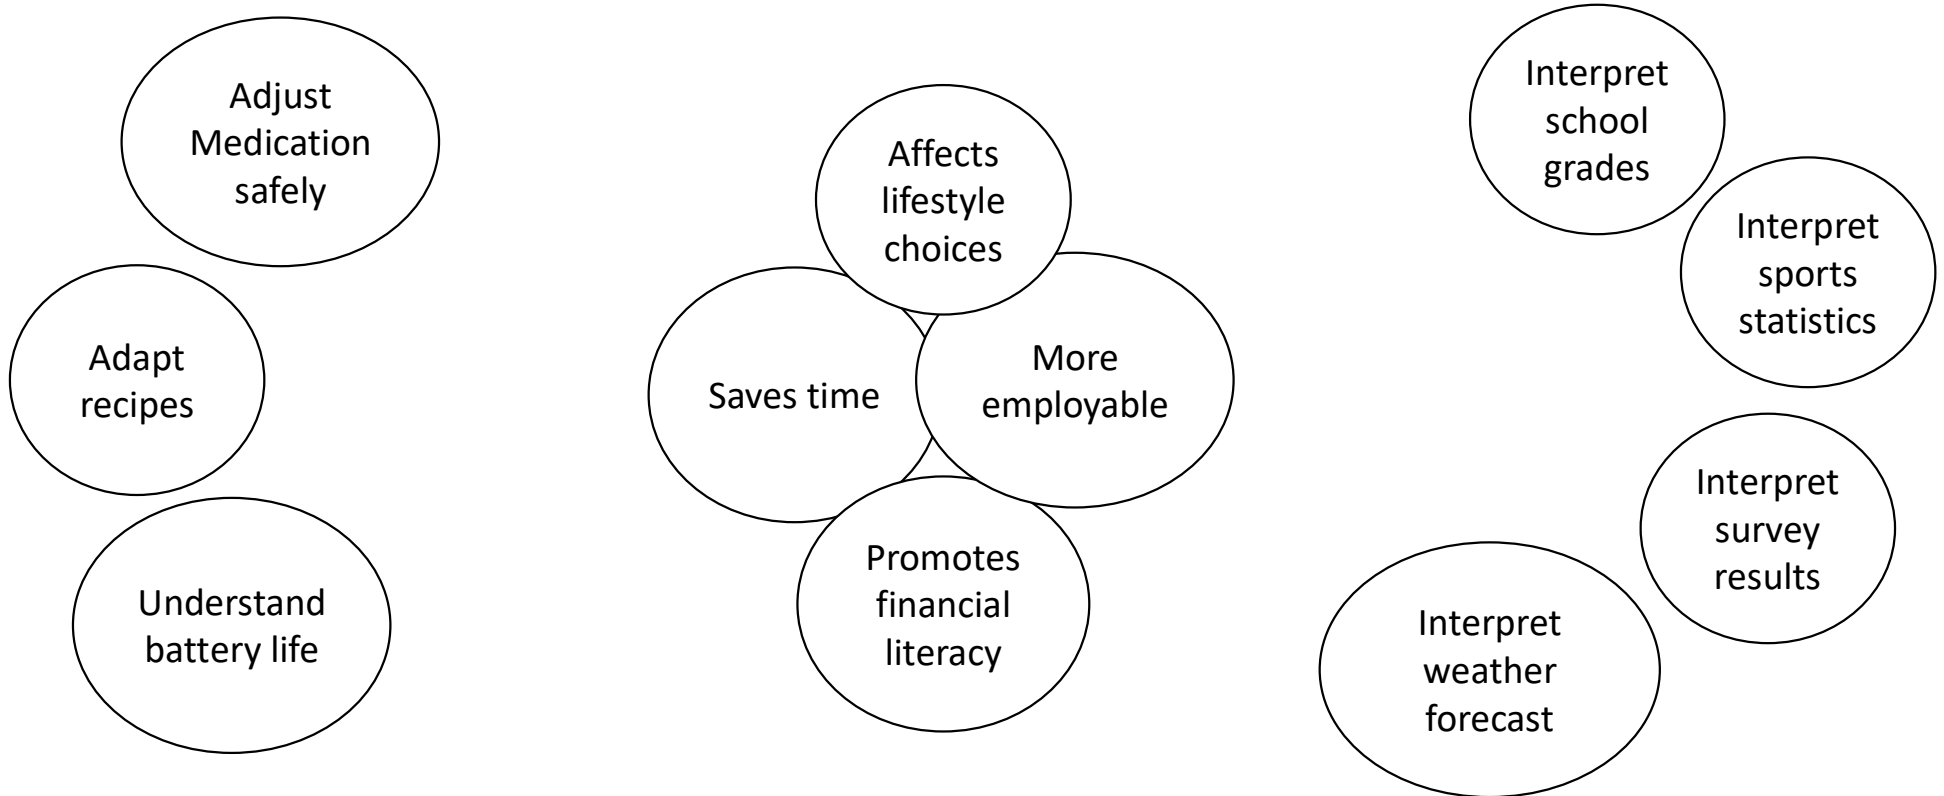 Adjust
Medication
safely
Adapt
recipes
Understand
battery life
Affects
lifestyle
choices
Saves time
More
employable
Promotes
financial
literacy
Interpret
school
grades
Interpret
sports
statistics
Interpret
survey
results
Interpret
weather
forecast